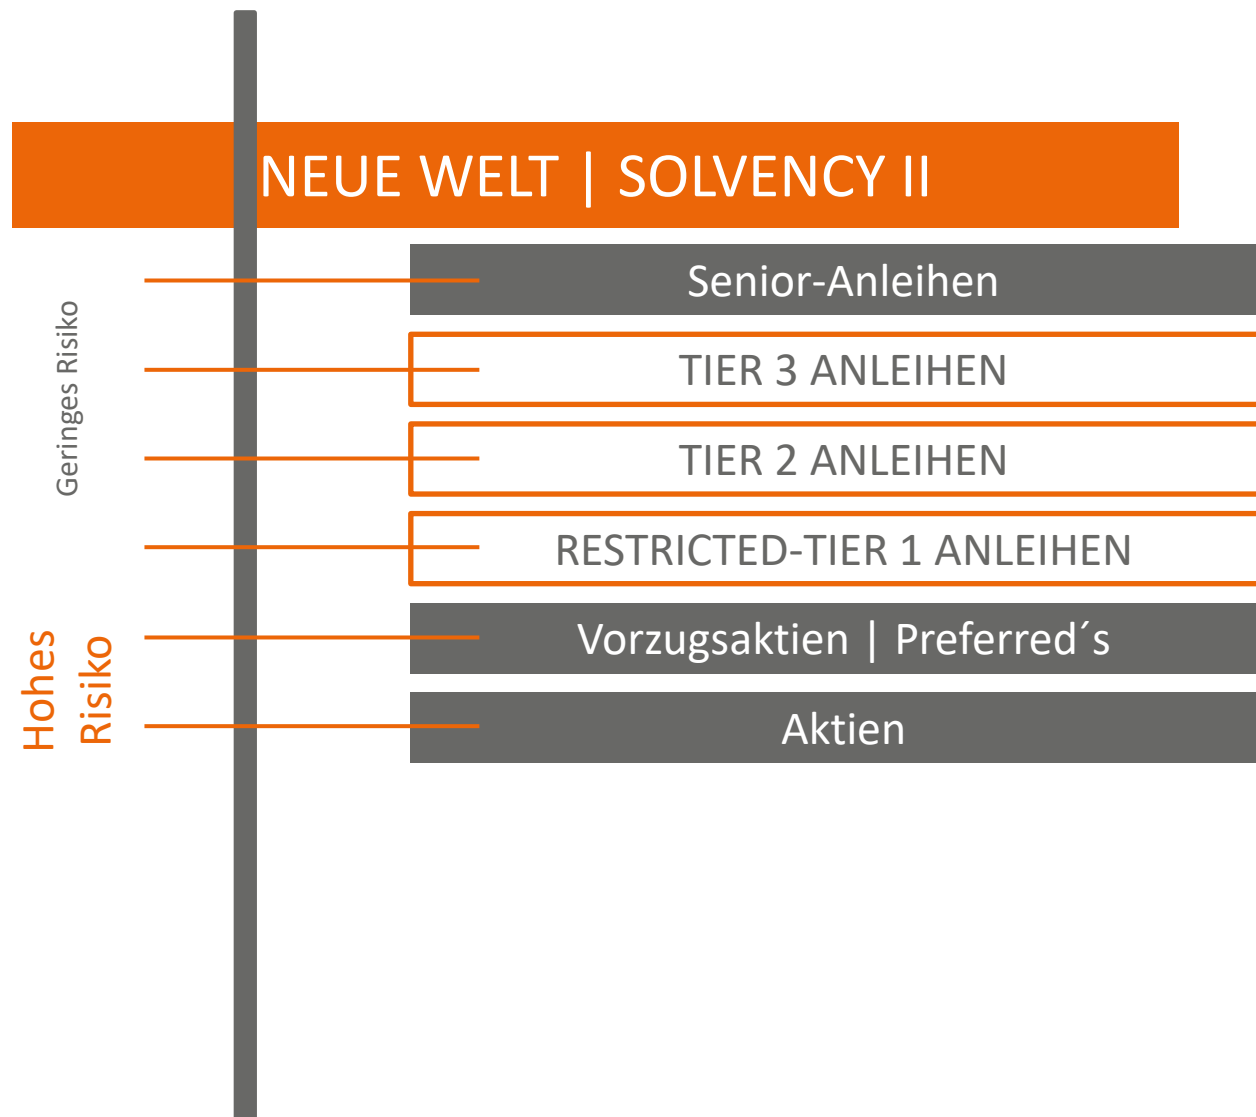 NEUE WELT | SOLVENCY II
Geringes Risiko
Hohes
Risiko
Senior-Anleihen
TIER 3 ANLEIHEN
TIER 2 ANLEIHEN
RESTRICTED-TIER 1 ANLEIHEN
Vorzugsaktien | Preferred´s
Aktien